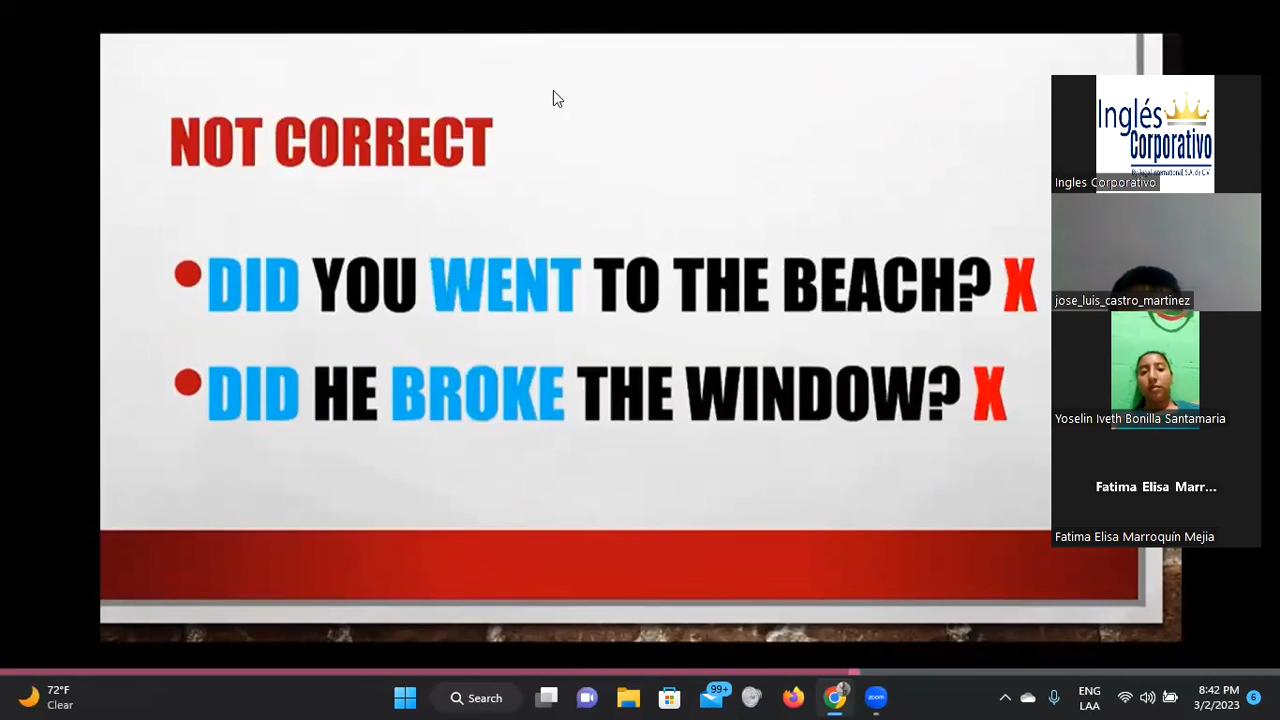 NOT CORRECT
•DID YOU WENT TO THE BEACH? X
•DID HE BROKE THE WINDOW? X
Inglés
Corporativo
Ingles Corporativo
jose_luis_castro_martinez
Yoselin Iveth Bonilla Santamaria
Fatima Elisa Marr...
Fatima Elisa Marroquín Mejia
72°F
Clear
Search
99+
zoom
ENG
LAA
8:42 PM
3/2/2023
6